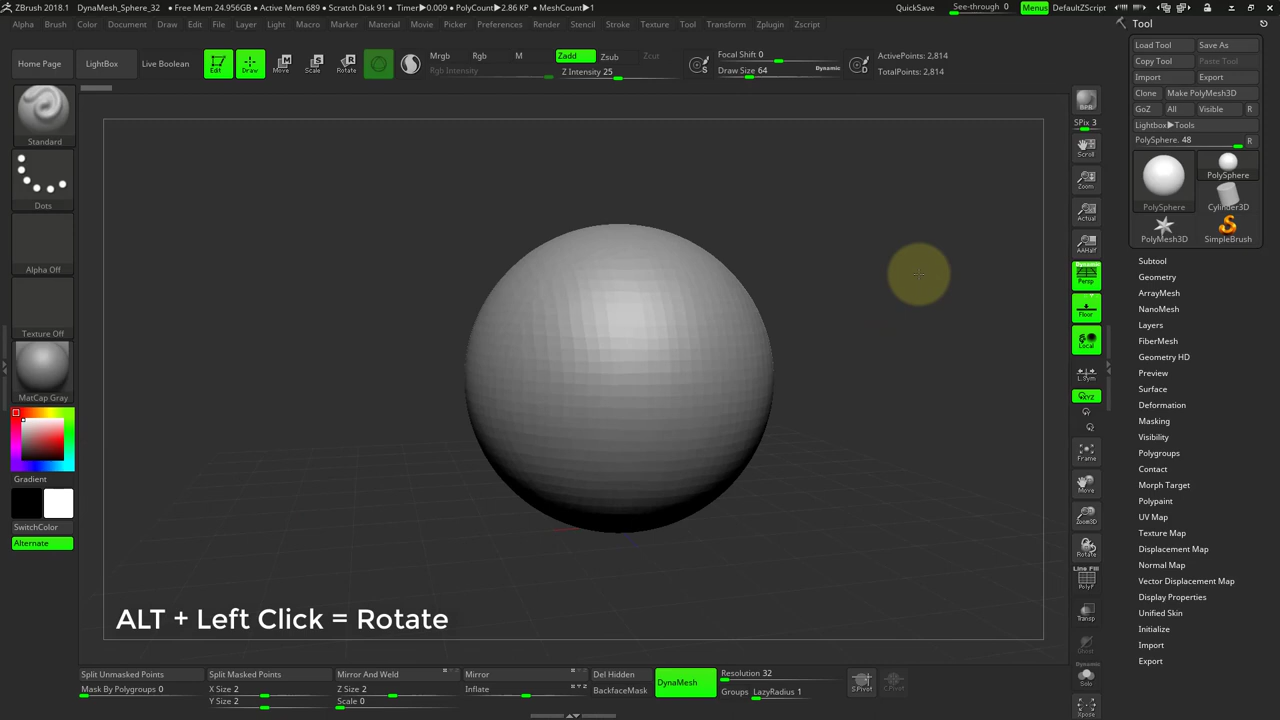 ZBrush 2018.1 DynaMesh_Sphere_32 • Free Mem 24.956GB • Active Mem 689 • Scratch Disk 91 • Timer▶0.009 • PolyCount▶2.86 KP • MeshCount▶1 QuickSave See-through 0 Menus DefaultZScript
Alpha Brush Color Document Draw Edit File Layer Light Macro Marker Material Movie Picker Preferences Render Stencil Stroke Texture Tool Transform Zplugin Zscript
Home Page LightBox Live Boolean Edit Draw Move Scale Rotate
Mrgb Rgb M Zadd Zsub Zcut
Rgb Intensity Z Intensity 25
Focal Shift 0
Draw Size 64 Dynamic
ActivePoints: 2,814
TotalPoints: 2,814
Standard
Dots
Alpha Off
Texture Off
MatCap Gray
Gradient
SwitchColor
Alternate
ALT + Left Click = Rotate
BPR
SPix 3
Scroll
Zoom
Actual
AAHalf
Dynamic
Persp
Floor
Local
L.Sym
XYZ
Frame
Move
Zoom3D
Rotate
Line Fill
PolyF
Transp
Ghost
Dynamic
Solo
Xpose
Tool
Load Tool Save As
Copy Tool Paste Tool
Import Export
Clone Make PolyMesh3D
GoZ All Visible R
Lightbox▶Tools
PolySphere. 48 R
PolySphere PolySphere
Cylinder3D
PolyMesh3D SimpleBrush
Subtool
Geometry
ArrayMesh
NanoMesh
Layers
FiberMesh
Geometry HD
Preview
Surface
Deformation
Masking
Visibility
Polygroups
Contact
Morph Target
Polypaint
UV Map
Texture Map
Displacement Map
Normal Map
Vector Displacement Map
Display Properties
Unified Skin
Initialize
Import
Export
Split Unmasked Points Split Masked Points Mirror And Weld Mirror Del Hidden DynaMesh Resolution 32
Mask By Polygroups 0 X Size 2 Z Size 2 Inflate BackfaceMask Groups LazyRadius 1 S.Pivot C.Pivot
Y Size 2 Scale 0